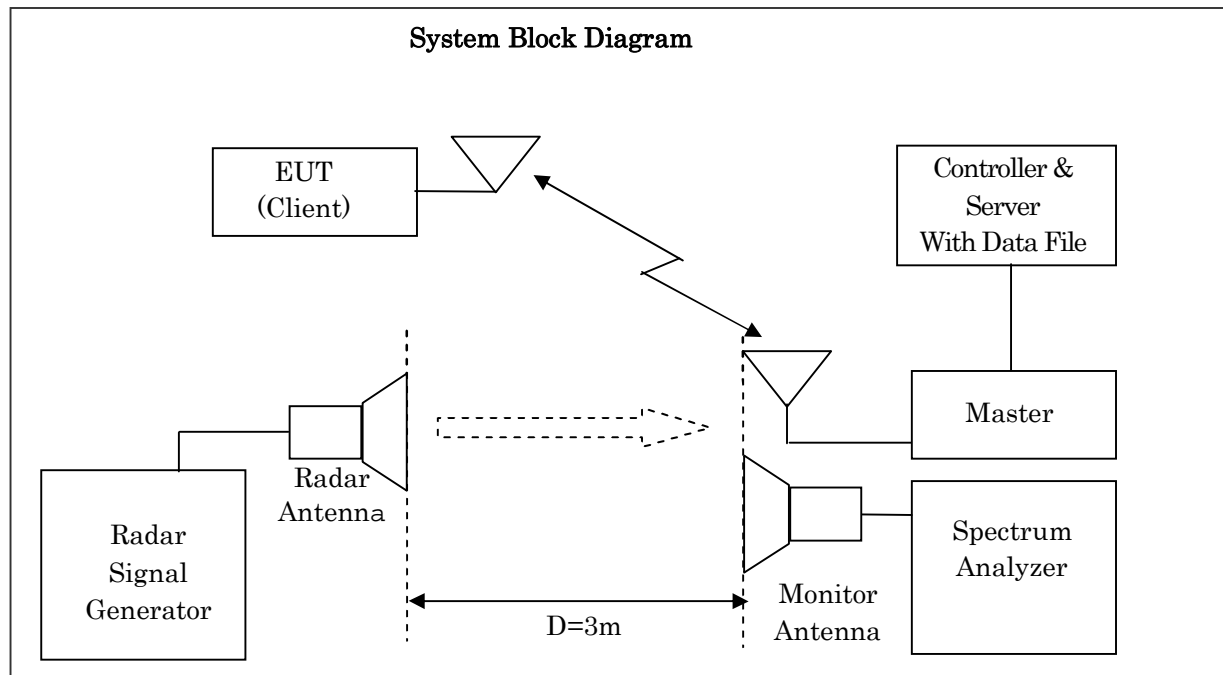 System Block Diagram
EUT
(Client)
Controller &
Server
With Data File
Master
Radar
Antenna
Radar
Signal
Generator
Spectrum
Analyzer
Monitor
Antenna
D=3m